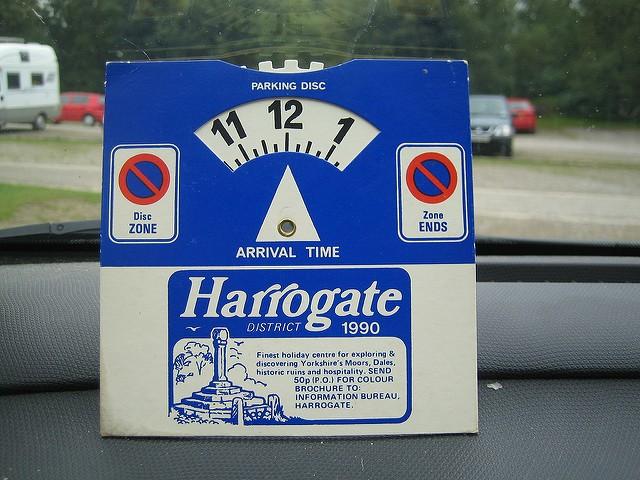 PARKING DISC
11 12 1
Disc
ZONE
Zone
ENDS
ARRIVAL TIME
Harrogate
DISTRICT 1990
Finest holiday centre for exploring &
discovering Yorkshire's Moors, Dales,
historic ruins and hospitality. SEND
50p (P.O.) FOR COLOUR
BROCHURE TO:
INFORMATION BUREAU,
HARROGATE.